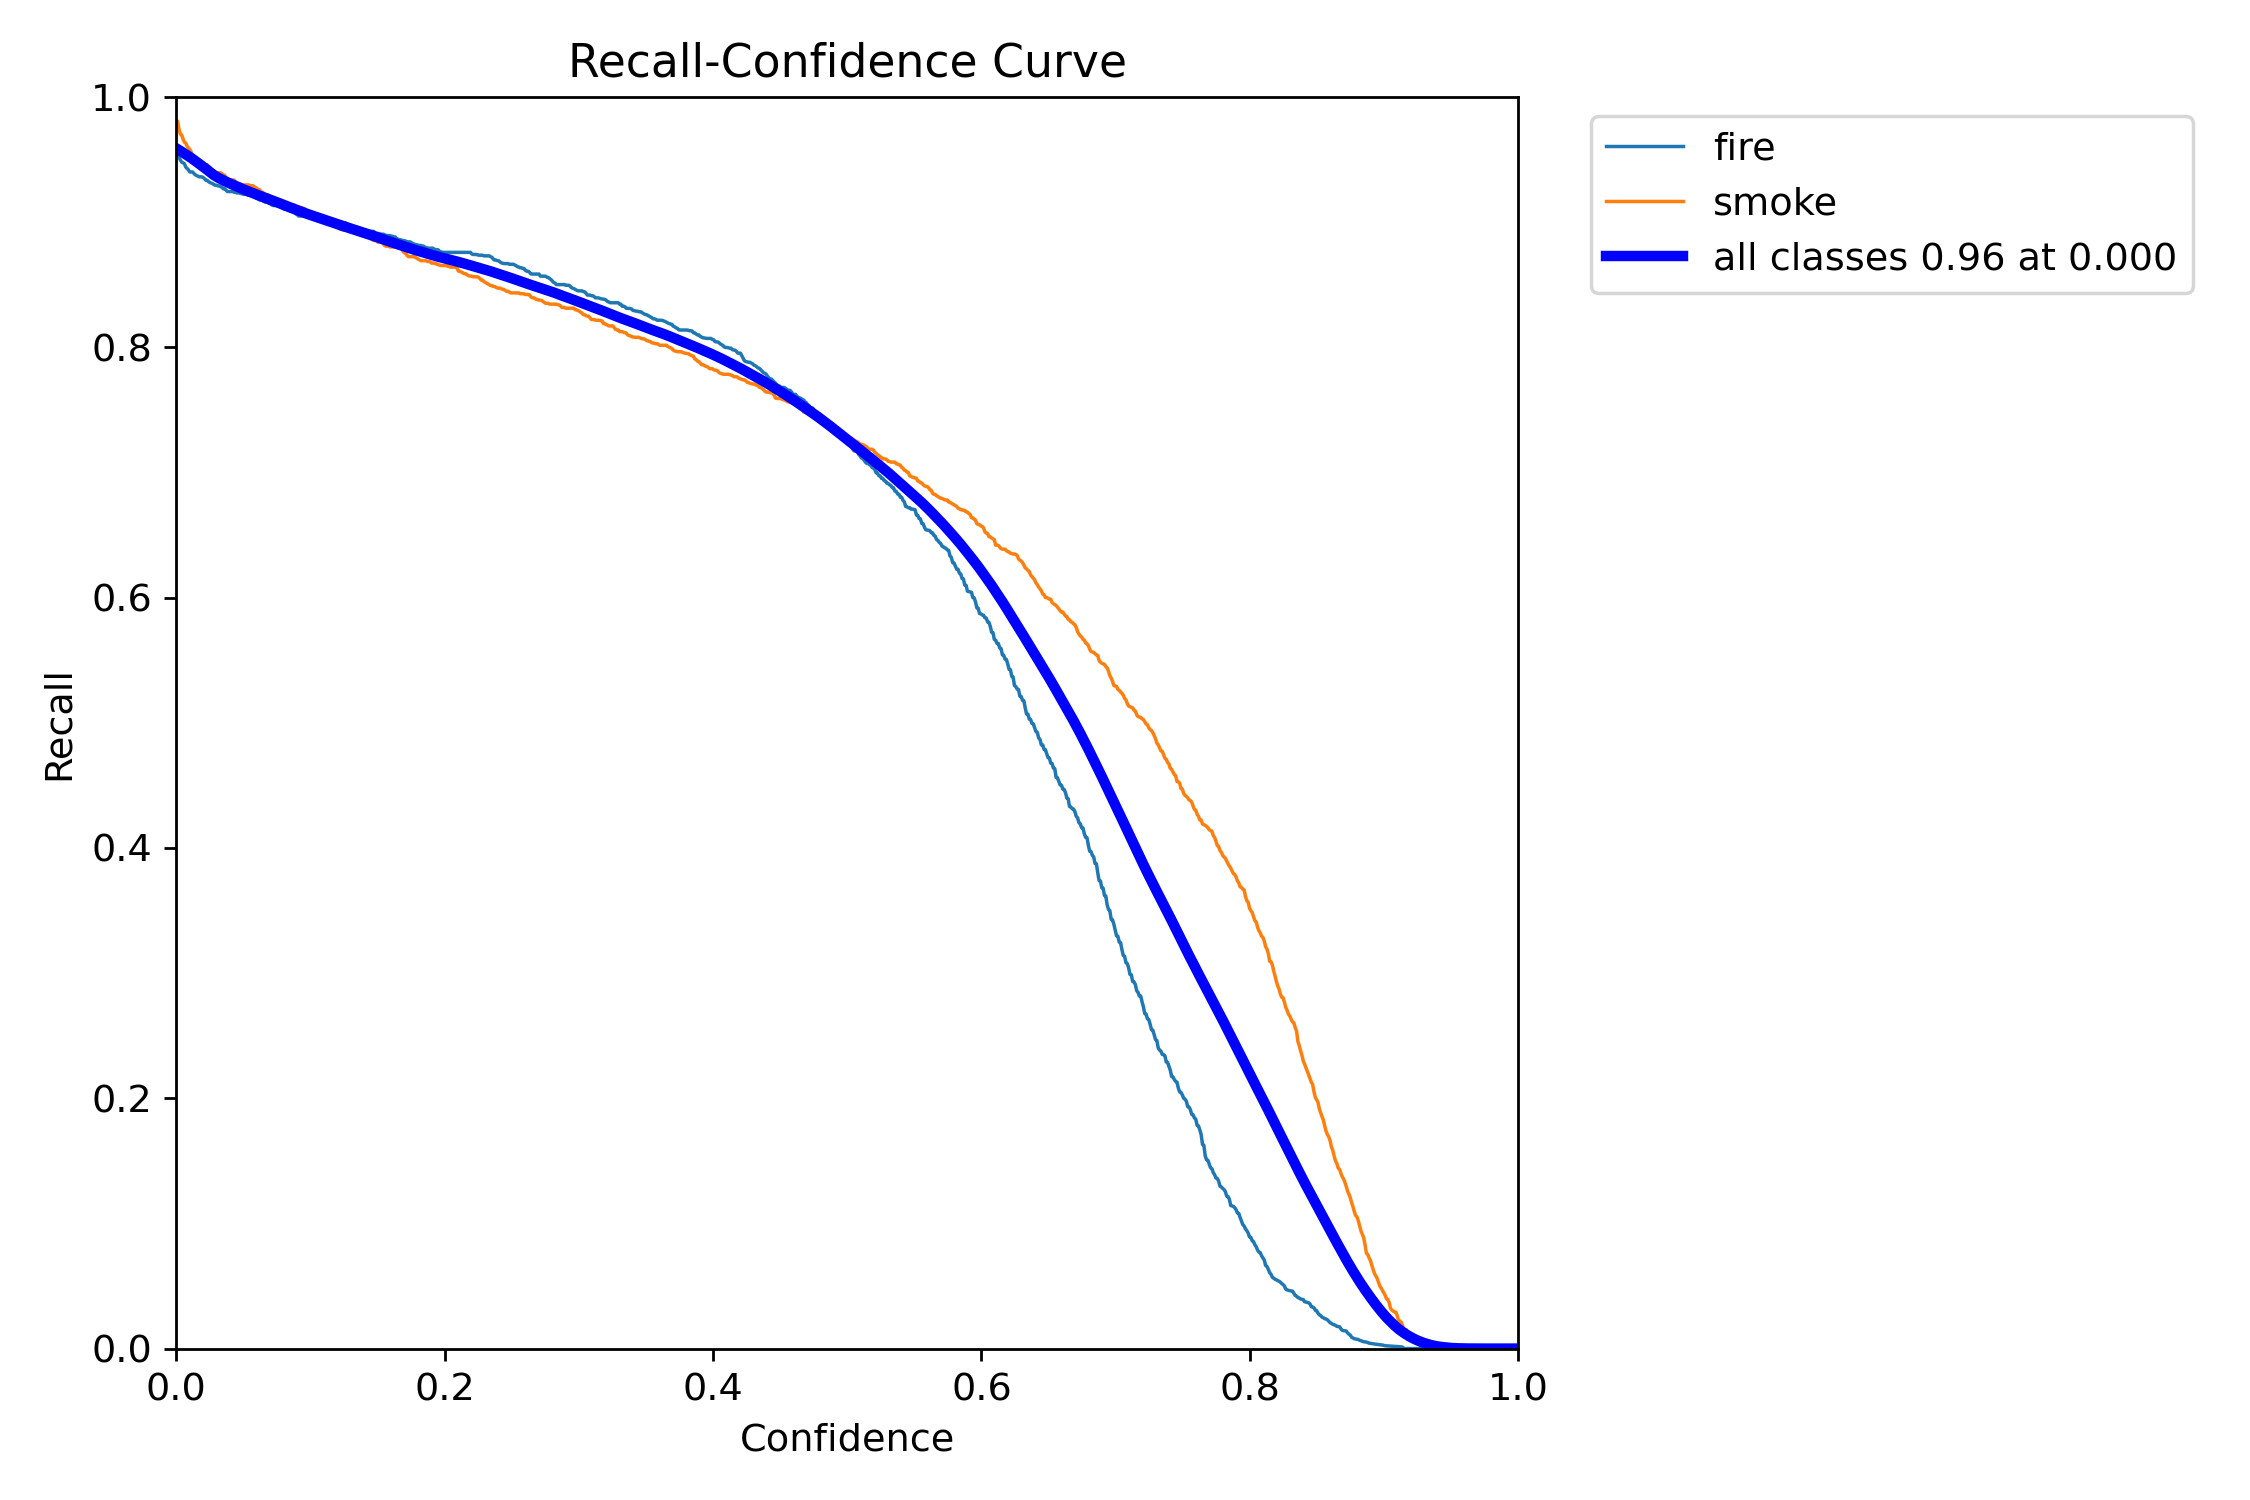 Recall-Confidence Curve
1.0
0.8
0.6
0.4
0.2
0.0
Recall
0.0 0.2 0.4 0.6 0.8 1.0
Confidence
fire
smoke
all classes 0.96 at 0.000